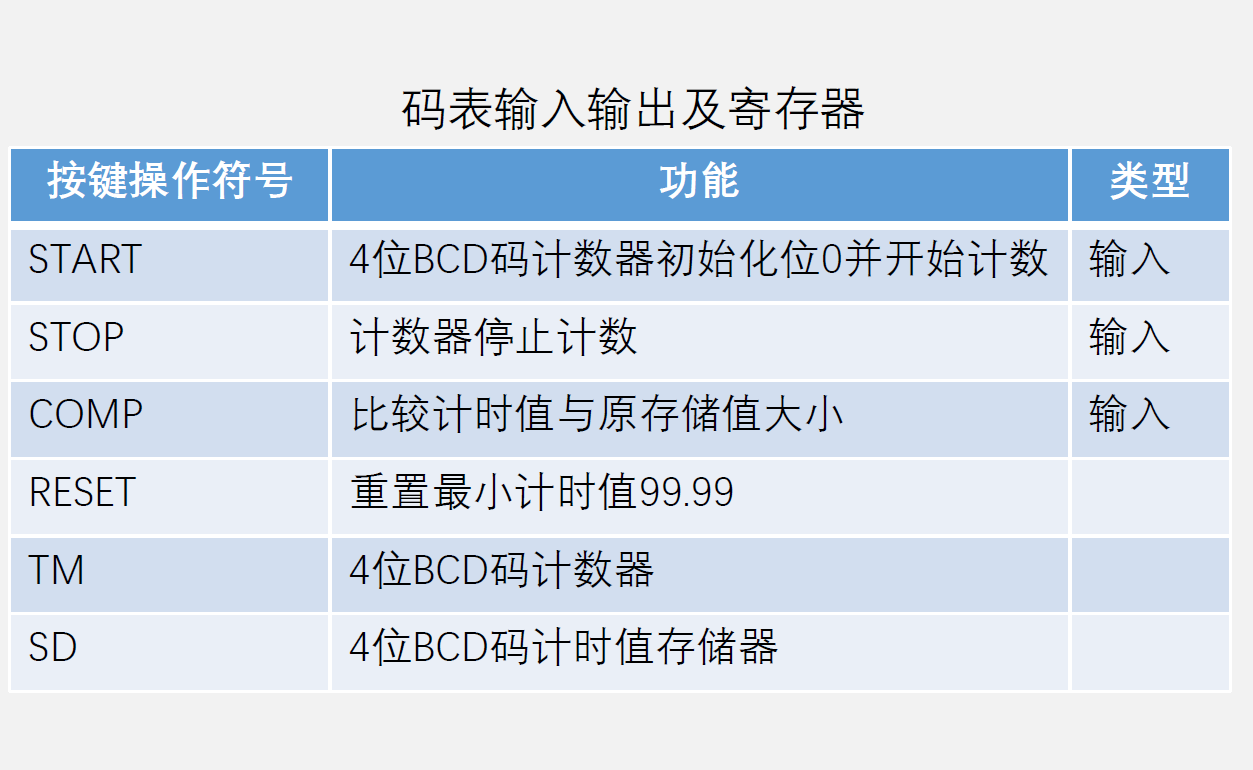 码表输入输出及寄存器
按键操作符号 功能 类型
START 4位BCD码计数器初始化位0并开始计数 输入
STOP 计数器停止计数 输入
COMP 比较计时值与原存储值大小 输入
RESET 重置最小计时值99.99
TM 4位BCD码计数器
SD 4位BCD码计时值存储器